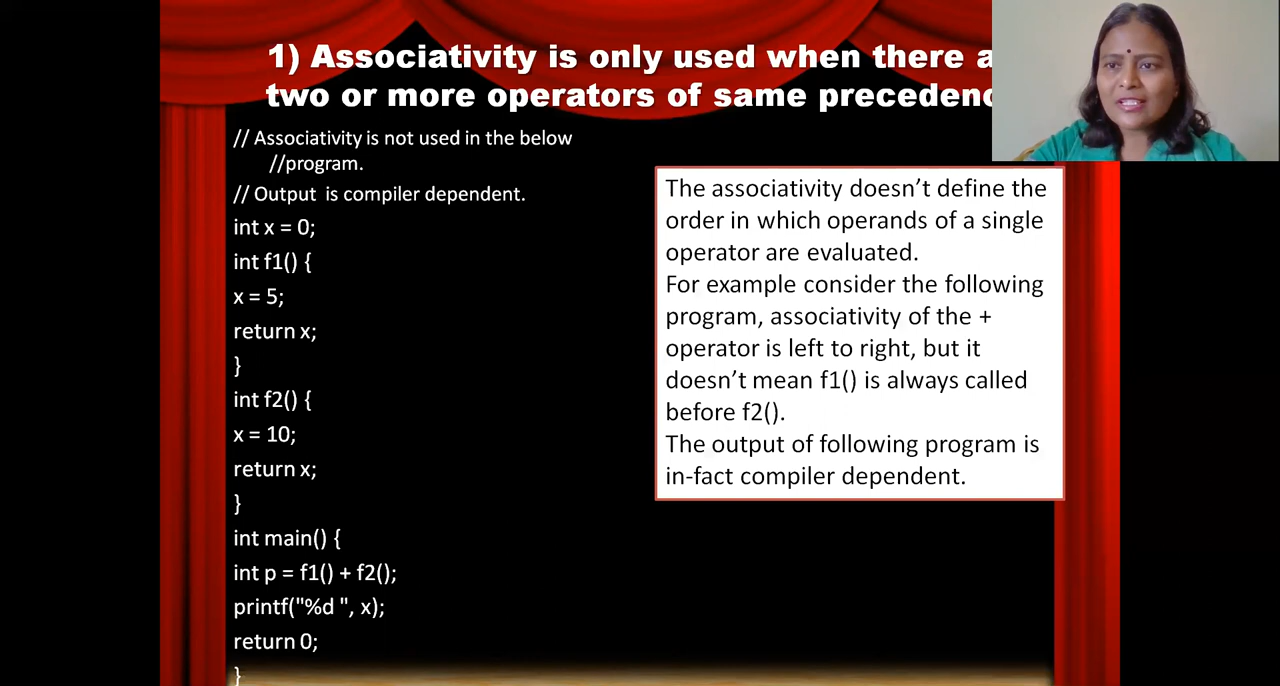 1) Associativity is only used when there
two or more operators of same
// Associativity is not used in the below
//program.
// Output is compiler dependent.
int x = 0;
int f1() {
x = 5;
return x;
}
int f2() {
x = 10;
return x;
}
int main() {
int p = f1() + f2();
printf("%d ", x);
return 0;
}
The associativity doesn’t define the
order in which operands of a single
operator are evaluated.
For example consider the following
program, associativity of the +
operator is left to right, but it
doesn’t mean f1() is always called
before f2().
The output of following program is
in-fact compiler dependent.